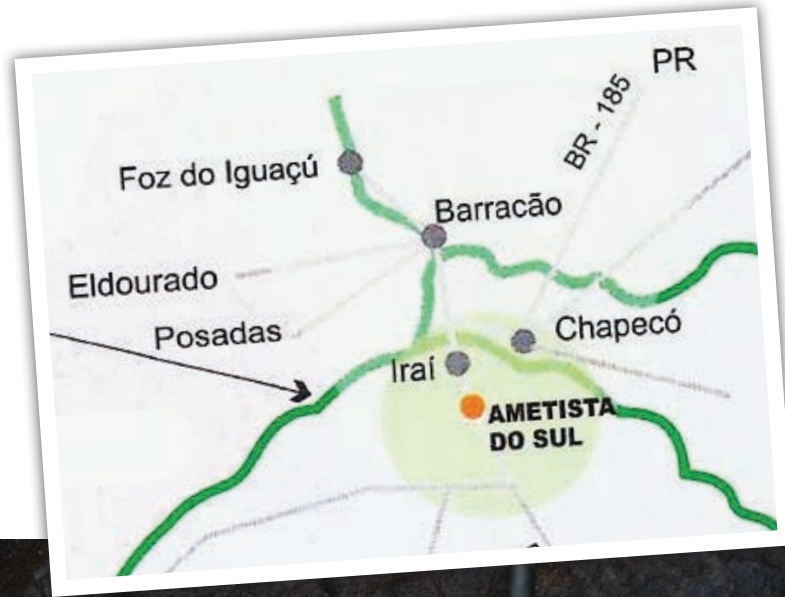 PR
BR - 185
Foz do Iguaçú
Barracão
Eldourado
Posadas
Chapecó
Iraí
AMETISTA
DO SUL